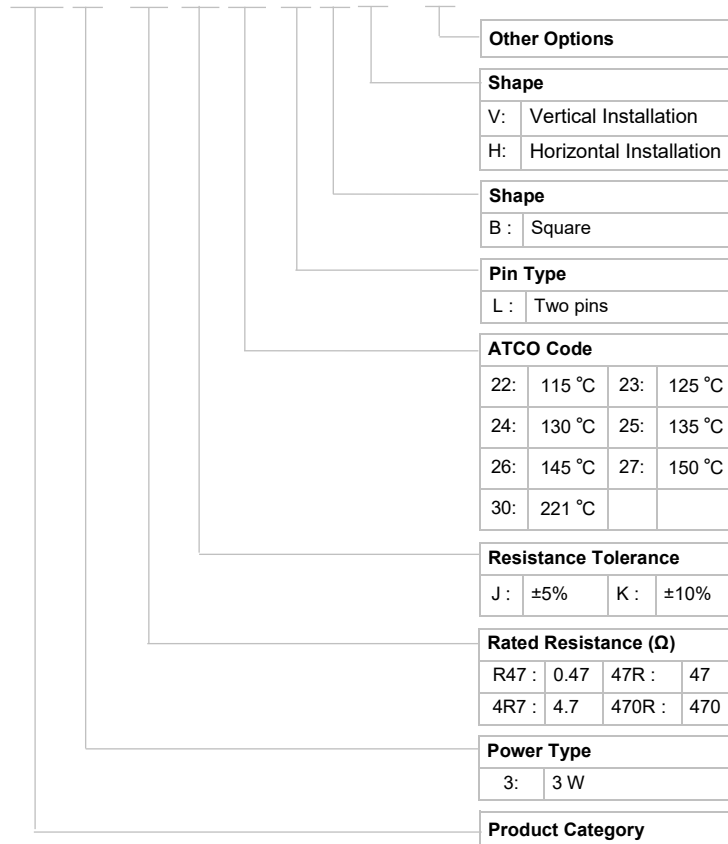 Other Options
Shape
V: Vertical Installation
H: Horizontal Installation
Shape
B : Square
Pin Type
L : Two pins
ATCO Code
22: 115 °C 23: 125 °C
24: 130 °C 25: 135 °C
26: 145 °C 27: 150 °C
30: 221 °C
Resistance Tolerance
J : ±5% K : ±10%
Rated Resistance (Ω)
R47 : 0.47 47R : 47
4R7 : 4.7 470R : 470
Power Type
3: 3 W
Product Category